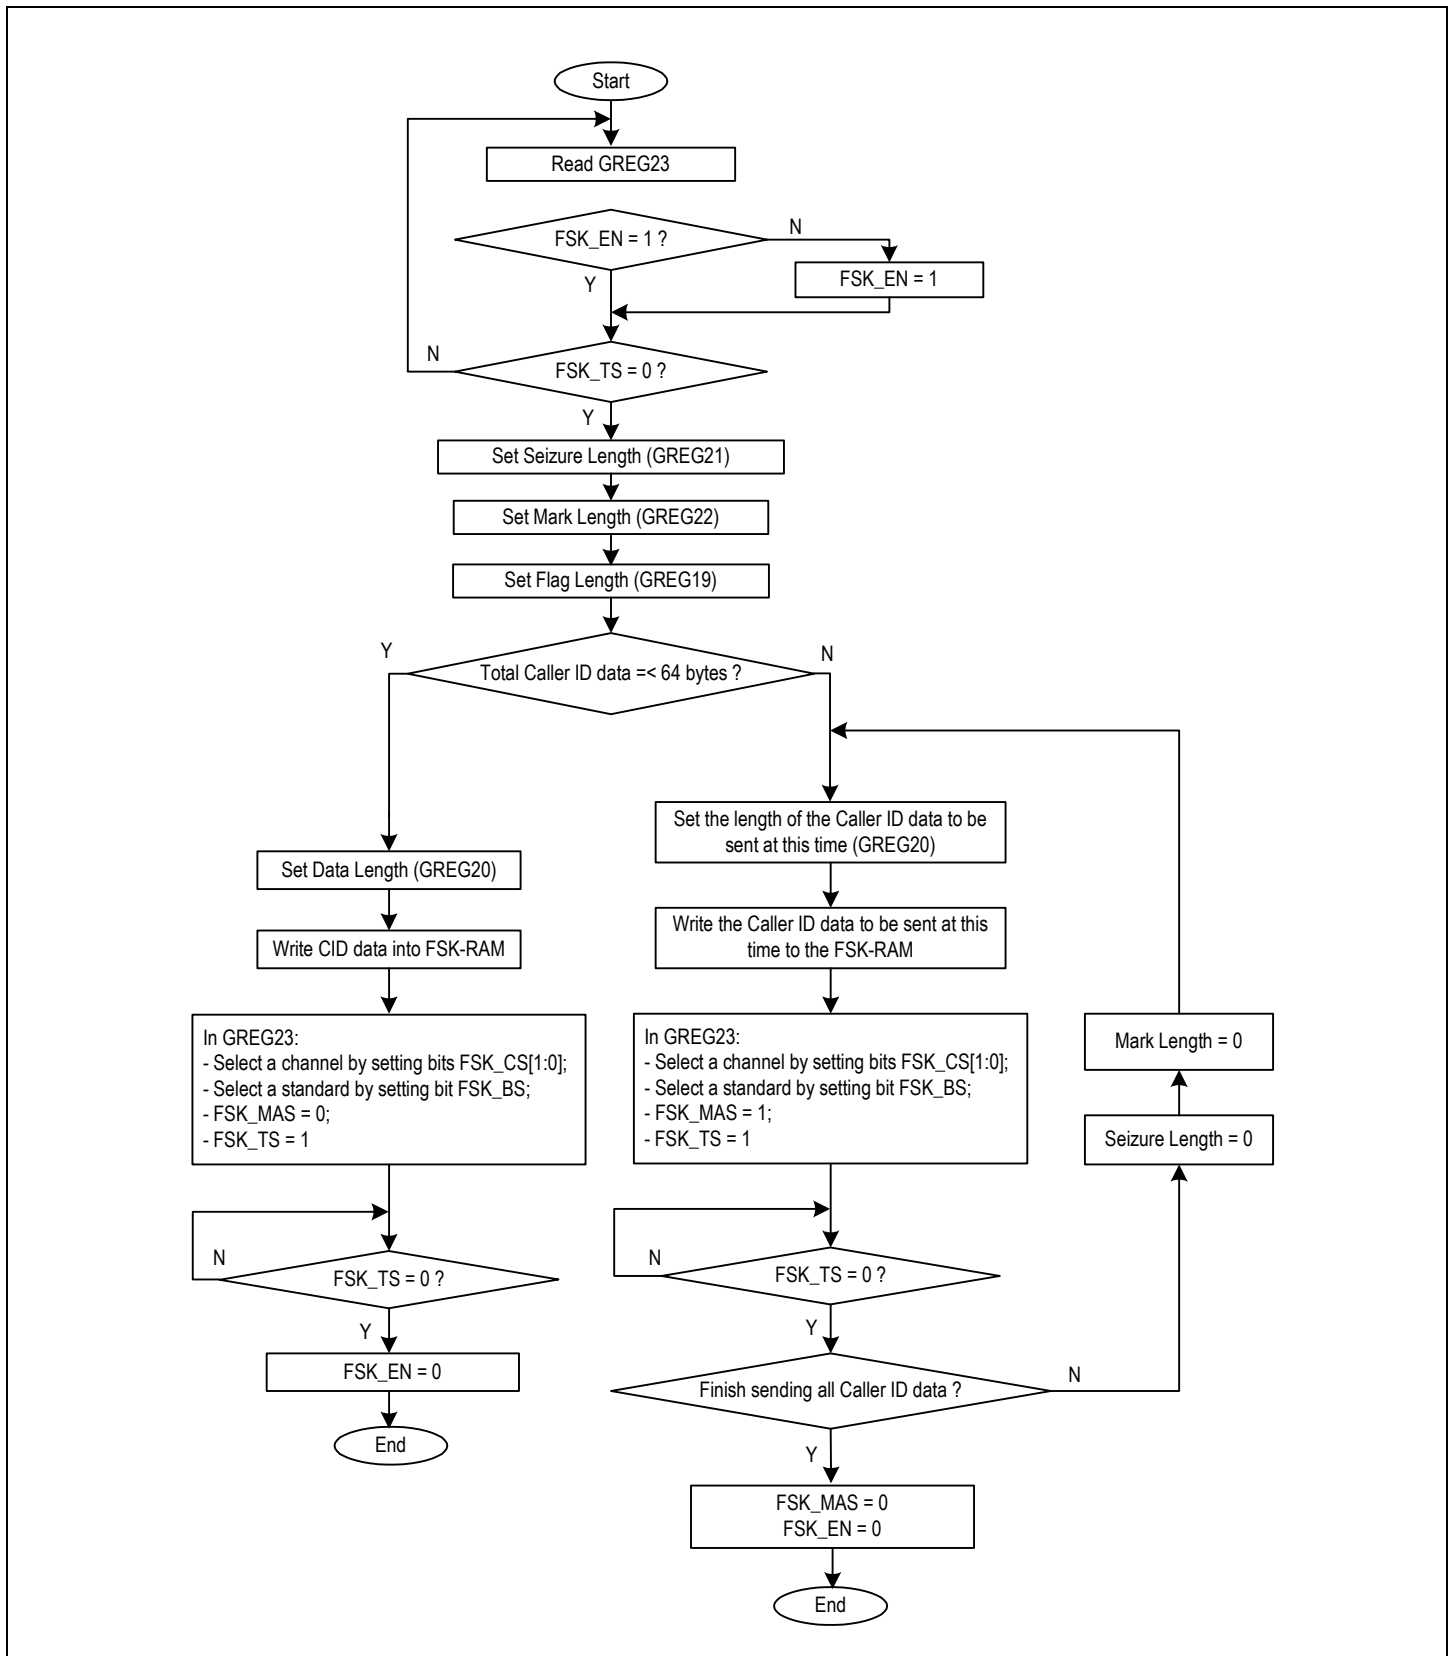 Start
Read GREG23
FSK_EN = 1 ?
N
FSK_EN = 1
Y
N
FSK_TS = 0 ?
Y
Set Seizure Length (GREG21)
Set Mark Length (GREG22)
Set Flag Length (GREG19)
Y
Total Caller ID data =< 64 bytes ?
N
Set Data Length (GREG20)
Write CID data into FSK-RAM
In GREG23:
- Select a channel by setting bits FSK_CS[1:0];
- Select a standard by setting bit FSK_BS;
- FSK_MAS = 0;
- FSK_TS = 1
N
FSK_TS = 0 ?
Y
FSK_EN = 0
End
Set the length of the Caller ID data to be
sent at this time (GREG20)
Write the Caller ID data to be sent at this
time to the FSK-RAM
In GREG23:
- Select a channel by setting bits FSK_CS[1:0];
- Select a standard by setting bit FSK_BS;
- FSK_MAS = 1;
- FSK_TS = 1
N
FSK_TS = 0 ?
Y
Finish sending all Caller ID data ?
N
Seizure Length = 0
Mark Length = 0
Y
FSK_MAS = 0
FSK_EN = 0
End